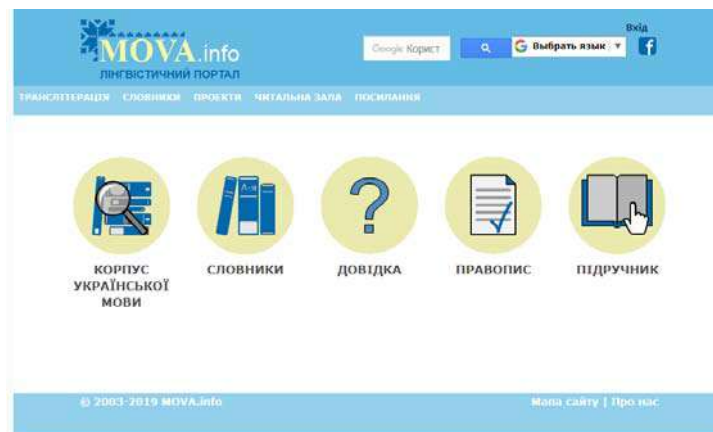 Вхід
MOVA.info
ЛІНГВІСТИЧНИЙ ПОРТАЛ
Google Корист
Выбрать язык ▼
f
ТРАНСЛІТЕРАЦІЯ СЛОВНИКИ ПРОЕКТИ ЧИТАЛЬНА ЗАЛА ПОСИЛАННЯ
А-Я
?
КОРПУС
УКРАЇНСЬКОЇ
МОВИ
СЛОВНИКИ
ДОВІДКА
ПРАВОПИС
ПІДРУЧНИК
© 2003-2019 MOVA.info
Мапа сайту | Про нас